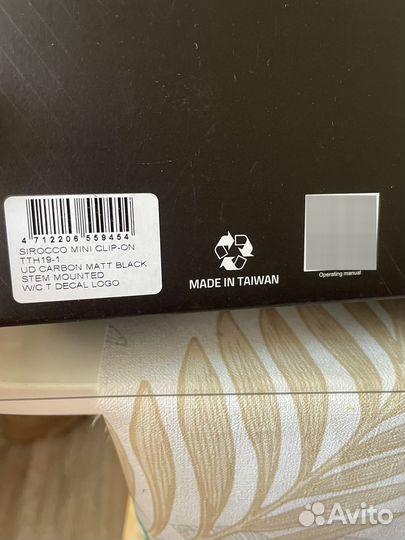 4 712206 559454
SIROCCO MINI CLIP-ON
TTH19-1
UD CARBON MATT BLACK
STEM MOUNTED
W/C.T DECAL LOGO
MADE IN TAIWAN
Operating manual
Avito